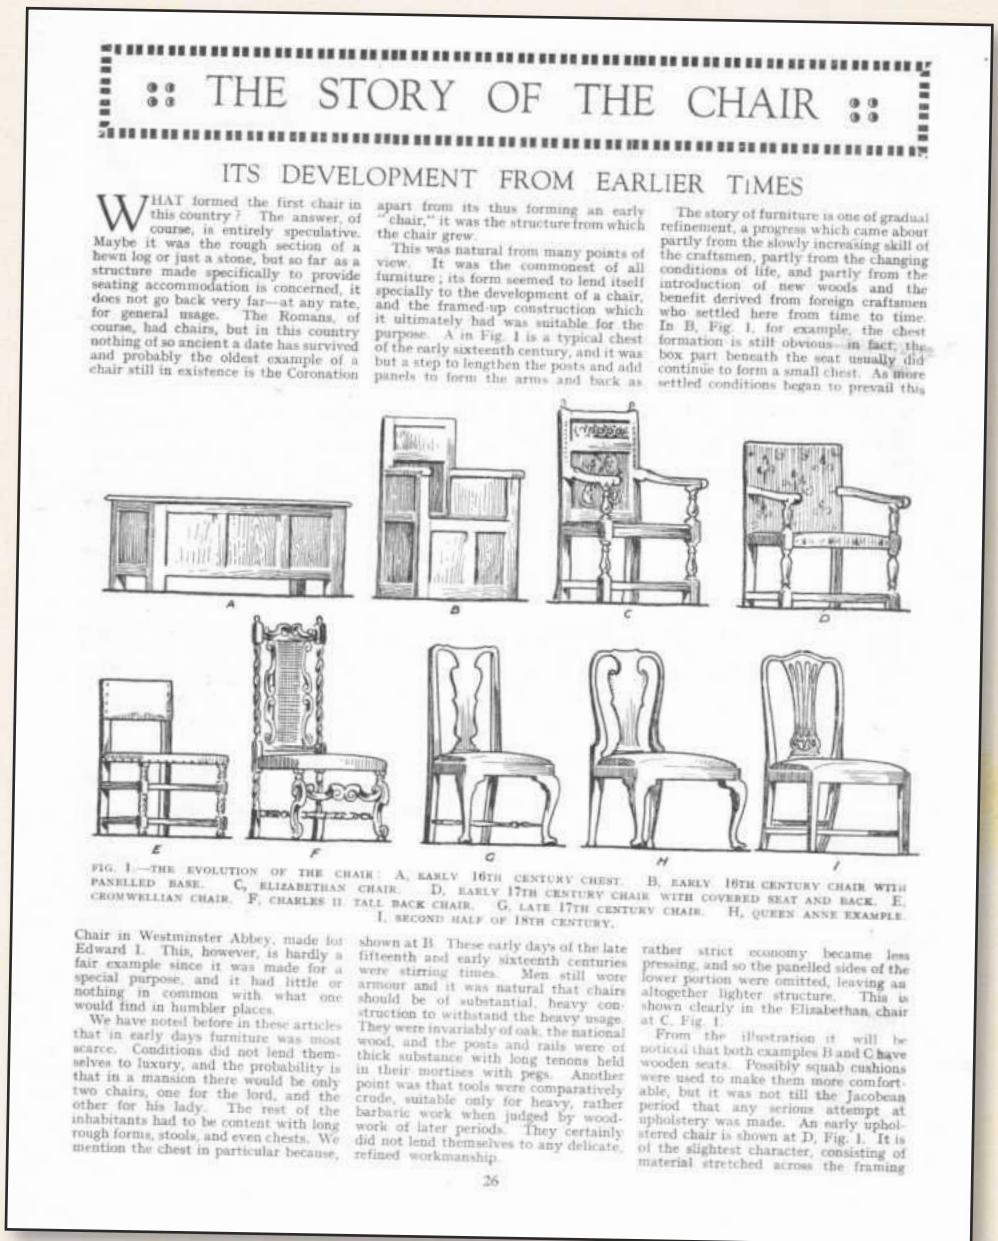 THE STORY OF THE CHAIR
ITS DEVELOPMENT FROM EARLIER TIMES
WHAT formed the first chair in
this country ? The answer, of
course, is entirely speculative.
Maybe it was the rough section of a
hewn log or just a stone, but so far as a
structure made specifically to provide
seating accommodation is concerned, it
does not go back very far—at any rate,
for general usage. The Romans, of
course, had chairs, but in this country
nothing of so ancient a date has survived
and probably the oldest example of a
chair still in existence is the Coronation
apart from its thus forming an early
" chair," it was the structure from which
the chair grew.
This was natural from many points of
view. It was the commonest of all
furniture ; its form seemed to lend itself
specially to the development of a chair,
and the framed-up construction which
it ultimately had was suitable for the
purpose. A in Fig. 1 is a typical chest
of the early sixteenth century, and it was
but a step to lengthen the posts and add
panels to form the arms and back as
The story of furniture is one of gradual
refinement, a progress which came about
partly from the slowly increasing skill of
the craftsmen, partly from the changing
conditions of life, and partly from the
introduction of new woods and the
benefit derived from foreign craftsmen
who settled here from time to time.
In B, Fig. 1, for example, the chest
formation is still obvious—in fact, the
box part beneath the seat usually did
continue to form a small chest. As more
settled conditions began to prevail this
A
B
C
D
E
F
G
H
I
FIG. 1.—THE EVOLUTION OF THE CHAIR: A, EARLY 16TH CENTURY CHEST. B, EARLY 16TH CENTURY CHAIR WITH
PANELLED BASE. C, ELIZABETHAN CHAIR. D, EARLY 17TH CENTURY CHAIR WITH COVERED SEAT AND BACK. E,
CROMWELLIAN CHAIR. F, CHARLES II TALL BACK CHAIR. G, LATE 17TH CENTURY CHAIR. H, QUEEN ANNE EXAMPLE.
I, SECOND HALF OF 18TH CENTURY.
Chair in Westminster Abbey, made for
Edward I. This, however, is hardly a
fair example since it was made for a
special purpose, and it had little or
nothing in common with what one
would find in humbler places.
We have noted before in these articles
that in early days furniture was most
scarce. Conditions did not lend them-
selves to luxury, and the probability is
that in a mansion there would be only
two chairs, one for the lord, and the
other for his lady. The rest of the
inhabitants had to be content with long
rough forms, stools, and even chests. We
mention the chest in particular because,
shown at B. These early days of the late
fifteenth and early sixteenth centuries
were stirring times. Men still wore
armour and it was natural that chairs
should be of substantial, heavy con-
struction to withstand the heavy usage.
They were invariably of oak, the national
wood, and the posts and rails were of
thick substance with long tenons held
in their mortises with pegs. Another
point was that tools were comparatively
crude, suitable only for heavy, rather
barbaric work when judged by wood-
work of later periods. They certainly
did not lend themselves to any delicate,
refined workmanship.
rather strict economy became less
pressing, and so the panelled sides of the
lower portion were omitted, leaving an
altogether lighter structure. This is
shown clearly in the Elizabethan chair
at C, Fig. 1.
From the illustration it will be
noticed that both examples B and C have
wooden seats. Possibly squab cushions
were used to make them more comfort-
able, but it was not till the Jacobean
period that any serious attempt at
upholstery was made. An early uphol-
stered chair is shown at D, Fig. 1. It is
of the slightest character, consisting of
material stretched across the framing
26